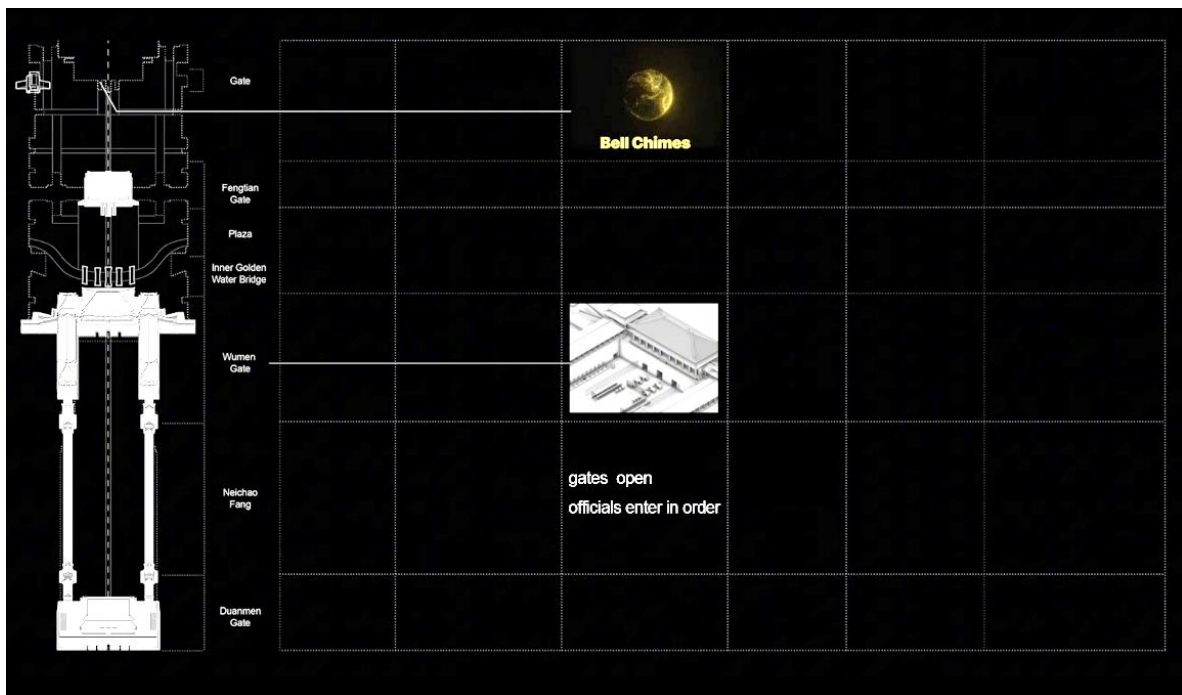 Gate
Bell Chimes
Fengtian
Gate
Plaza
Inner Golden
Water Bridge
Wumen
Gate
Neichao
Fang
gates open
officials enter in order
Duanmen
Gate